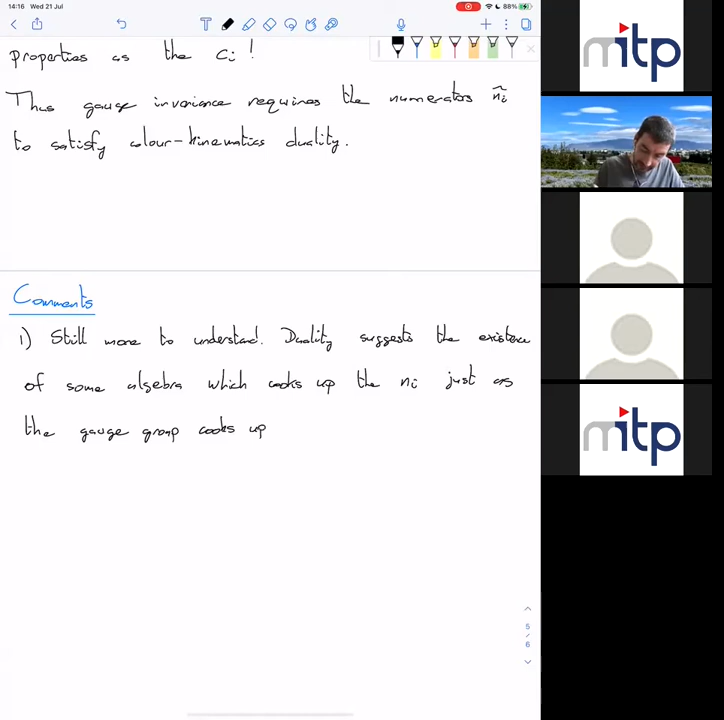 14:16 Wed 21 Jul
88%
properties as the ci!
Thus gauge invariance requires the numerators ñi
to satisfy colour-kinematics duality.
Comments
1) Still more to understand. Duality suggests the existence
of some algebra which cooks up the ni just as
the gauge group cooks up
5
/
6
mitp
mitp